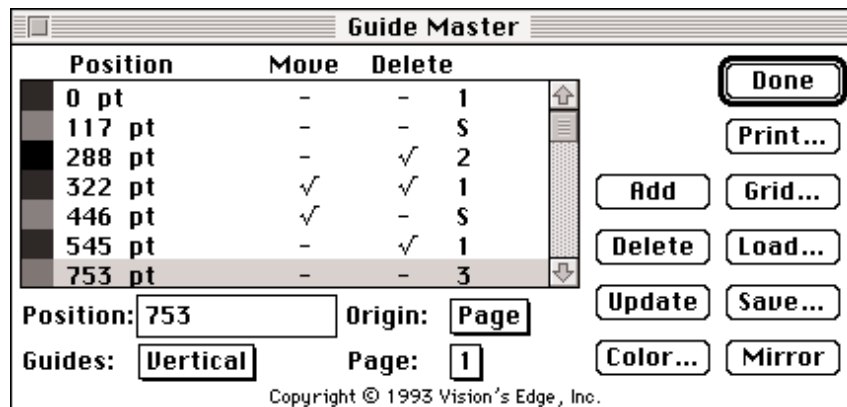 Guide Master
Position Move Delete
0 pt - - 1
117 pt - - S
288 pt - √ 2
322 pt √ √ 1
446 pt √ - S
545 pt - √ 1
753 pt - - 3
Done
Print...
Add Grid...
Delete Load...
Update Save...
Color... Mirror
Position: 753 Origin: Page
Guides: Vertical Page: 1
Copyright © 1993 Vision's Edge, Inc.